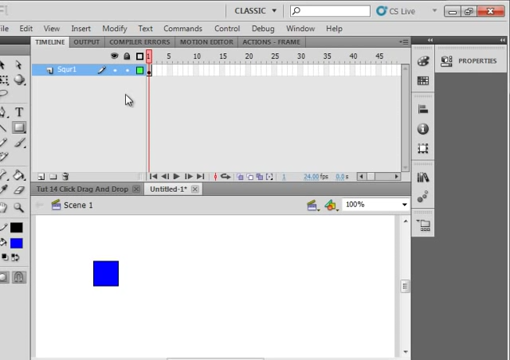 CLASSIC
CS Live
File Edit View Insert Modify Text Commands Control Debug Window Help
TIMELINE OUTPUT COMPILER ERRORS MOTION EDITOR ACTIONS - FRAME
1 5 10 15 20 25 30 35 40 45
PROPERTIES
Squr1
1 24.00 fps 0.0 s
Tut 14 Click Drag And Drop Untitled-1*
Scene 1 100%